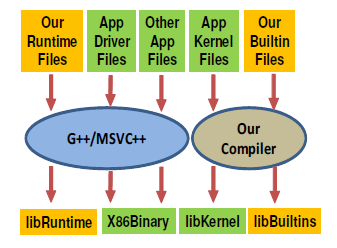 Our
Runtime
Files
App
Driver
Files
Other
App
Files
App
Kernel
Files
Our
Builtin
Files
G++/MSVC++
Our
Compiler
libRuntime
X86Binary
libKernel
libBuiltins